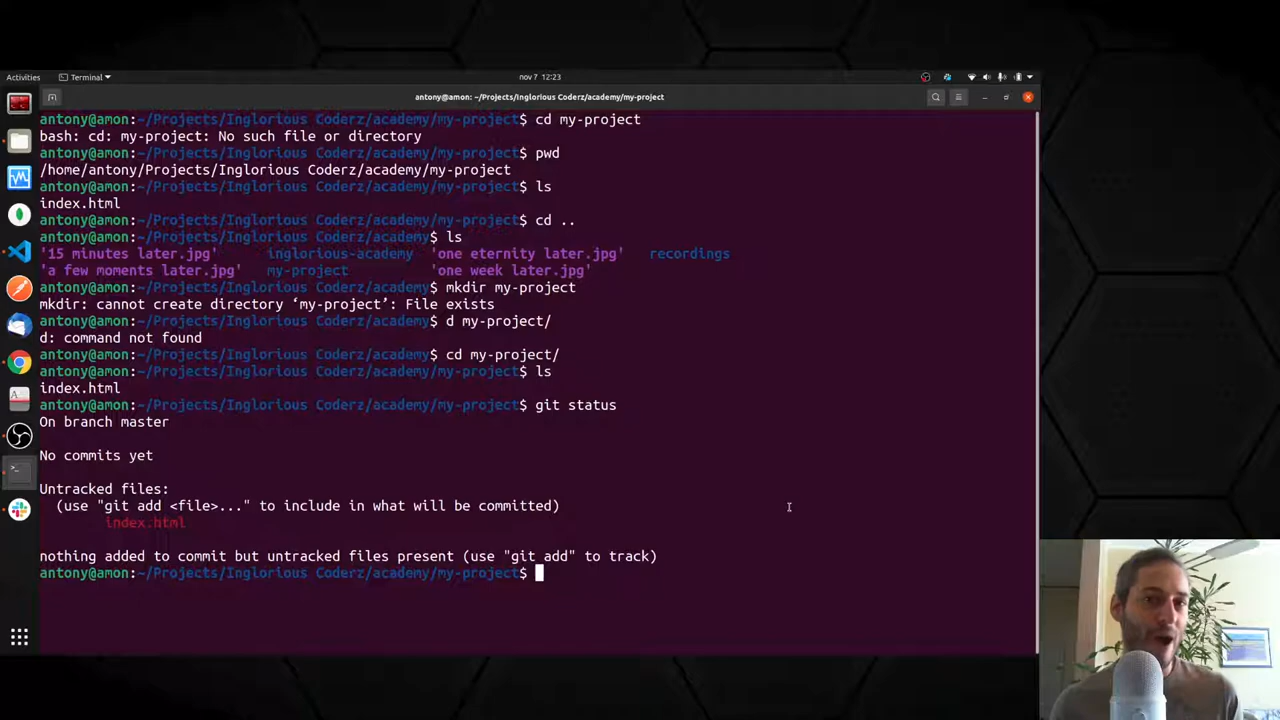 Activities
Terminal
nov 7 12:23
antony@amon: ~/Projects/Inglorious Coderz/academy/my-project
antony@amon:~/Projects/Inglorious Coderz/academy/my-project$ cd my-project
bash: cd: my-project: No such file or directory
antony@amon:~/Projects/Inglorious Coderz/academy/my-project$ pwd
/home/antony/Projects/Inglorious Coderz/academy/my-project
antony@amon:~/Projects/Inglorious Coderz/academy/my-project$ ls
index.html
antony@amon:~/Projects/Inglorious Coderz/academy/my-project$ cd ..
antony@amon:~/Projects/Inglorious Coderz/academy$ ls
'15 minutes later.jpg' inglorious-academy 'one eternity later.jpg' recordings
'a few moments later.jpg' my-project 'one week later.jpg'
antony@amon:~/Projects/Inglorious Coderz/academy$ mkdir my-project
mkdir: cannot create directory ‘my-project’: File exists
antony@amon:~/Projects/Inglorious Coderz/academy$ d my-project/
d: command not found
antony@amon:~/Projects/Inglorious Coderz/academy$ cd my-project/
antony@amon:~/Projects/Inglorious Coderz/academy/my-project$ ls
index.html
antony@amon:~/Projects/Inglorious Coderz/academy/my-project$ git status
On branch master
No commits yet
Untracked files:
(use "git add <file>..." to include in what will be committed)
index.html
nothing added to commit but untracked files present (use "git add" to track)
antony@amon:~/Projects/Inglorious Coderz/academy/my-project$